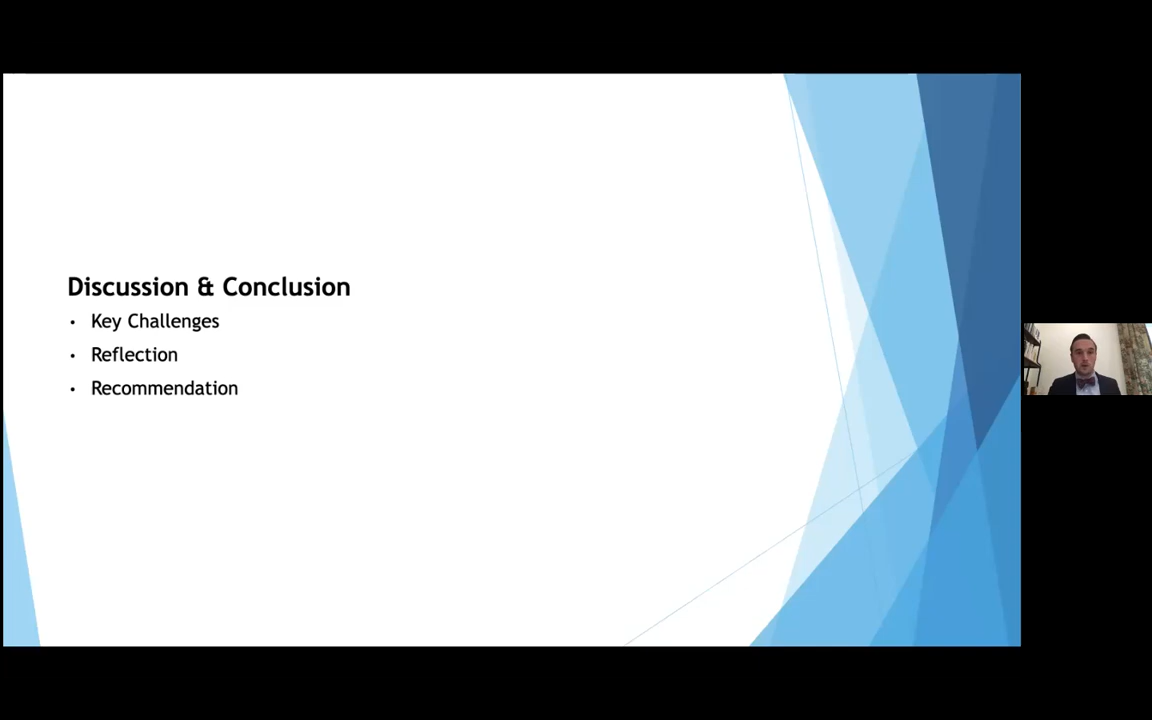 Discussion & Conclusion
• Key Challenges
• Reflection
• Recommendation